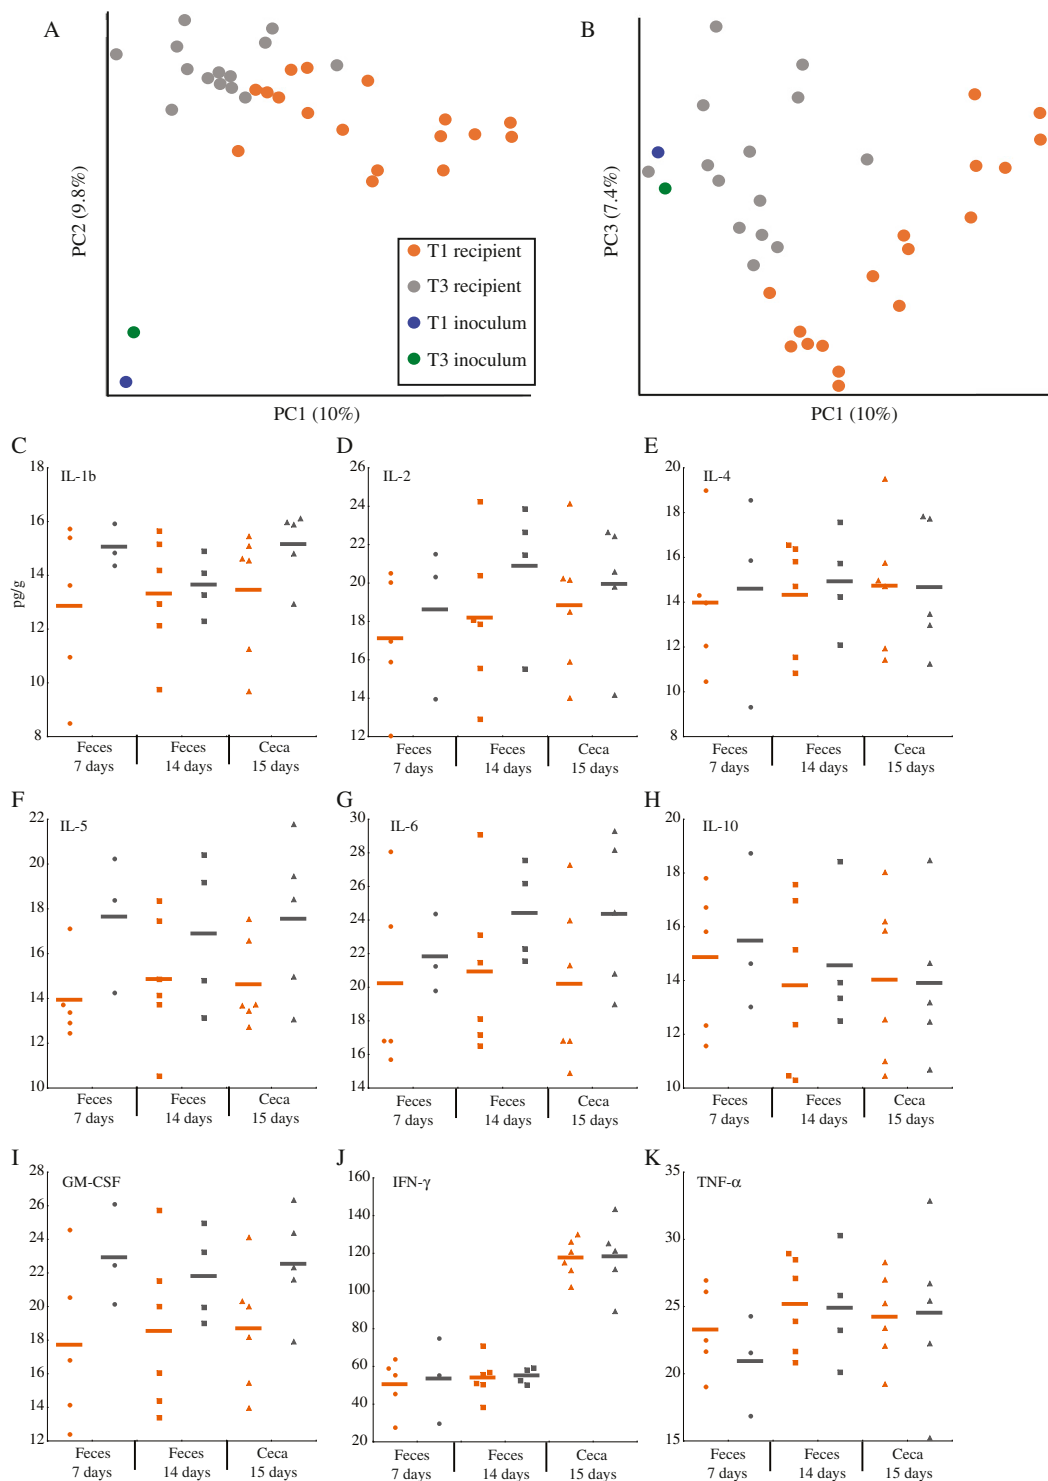 A
B
PC2 (9.8%)
PC3 (7.4%)
T1 recipient
T3 recipient
T1 inoculum
T3 inoculum
PC1 (10%)
PC1 (10%)
C
D
E
IL-1b
18
16
14
12
10
8
pg/g
Feces
7 days
Feces
14 days
Ceca
15 days
IL-2
26
24
22
20
18
16
14
12
Feces
7 days
Feces
14 days
Ceca
15 days
IL-4
20
18
16
14
12
10
8
6
4
Feces
7 days
Feces
14 days
Ceca
15 days
F
G
H
IL-5
22
20
18
16
14
12
10
Feces
7 days
Feces
14 days
Ceca
15 days
IL-6
30
28
26
24
22
20
18
16
14
Feces
7 days
Feces
14 days
Ceca
15 days
IL-10
20
18
16
14
12
10
Feces
7 days
Feces
14 days
Ceca
15 days
I
J
K
GM-CSF
28
26
24
22
20
18
16
14
12
Feces
7 days
Feces
14 days
Ceca
15 days
IFN-γ
160
140
120
100
80
60
40
20
Feces
7 days
Feces
14 days
Ceca
15 days
TNF-α
35
30
25
20
15
Feces
7 days
Feces
14 days
Ceca
15 days